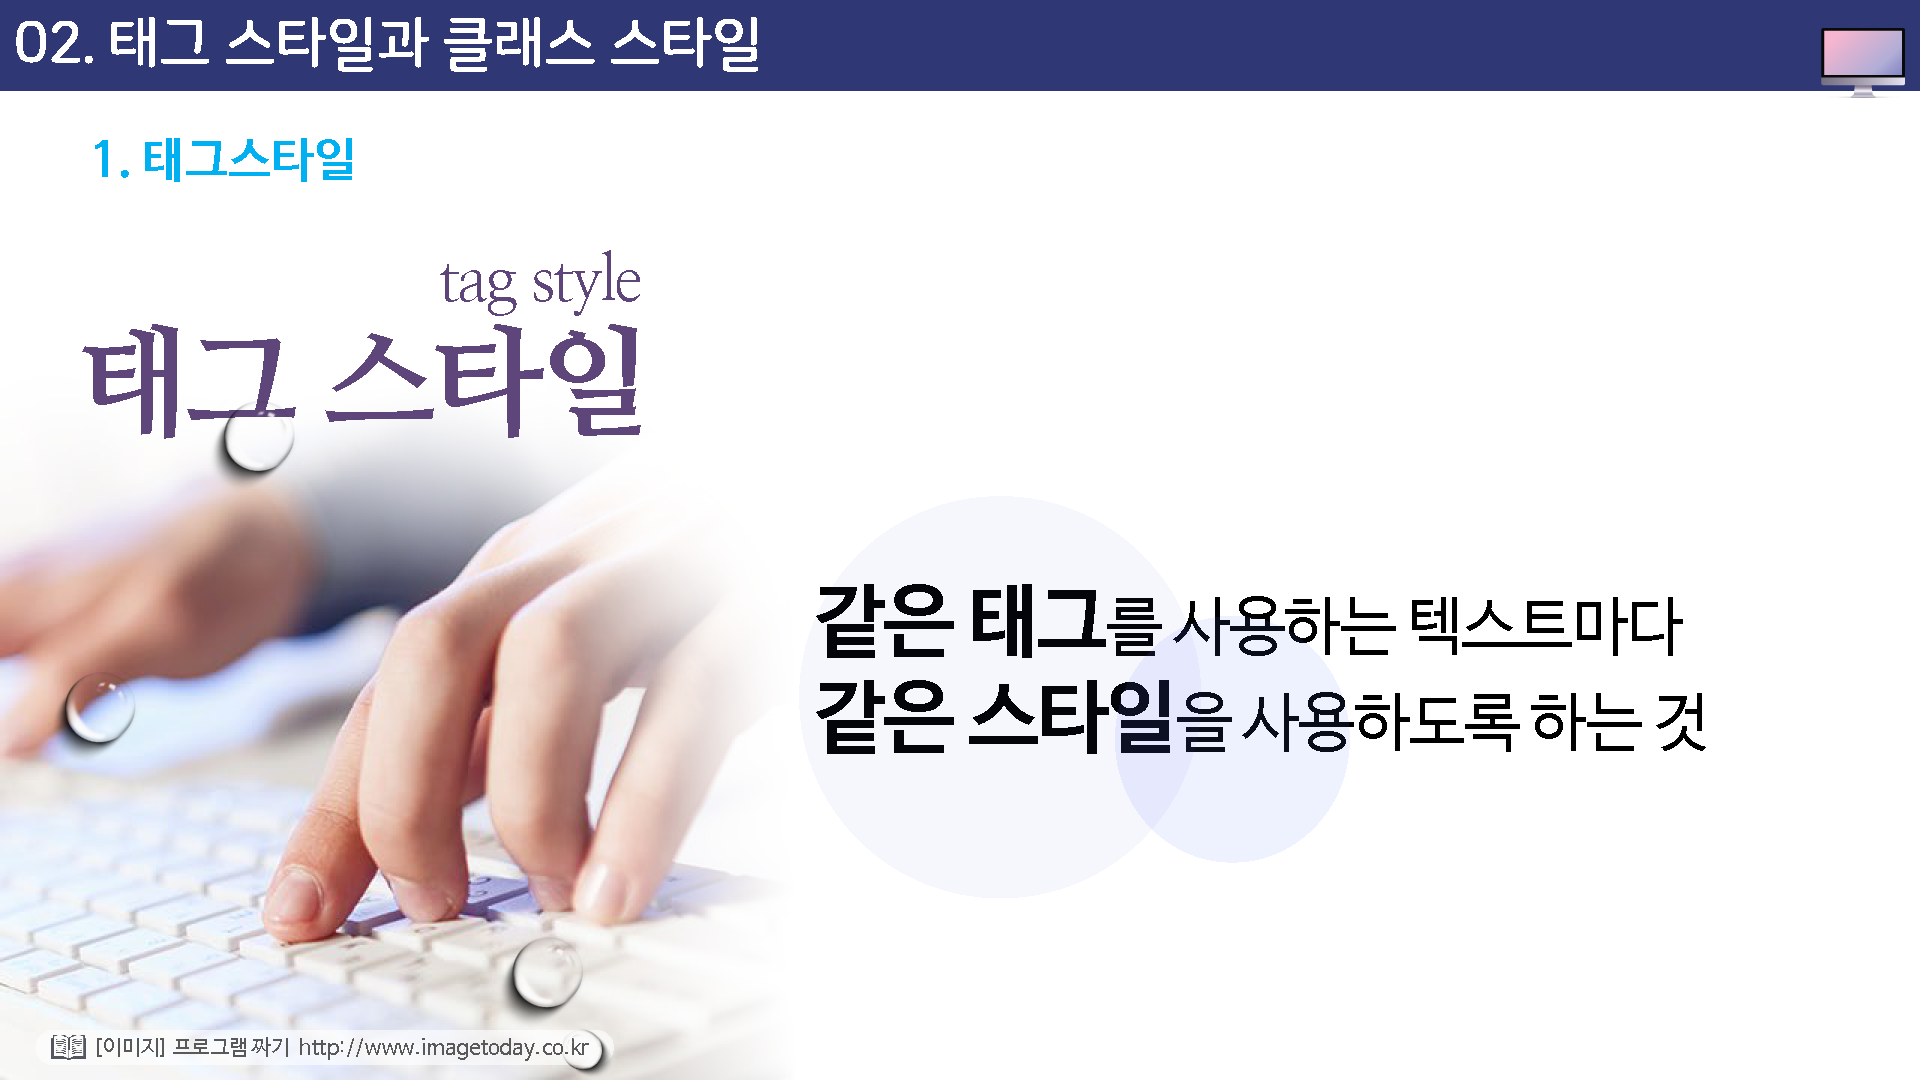 02. 태그 스타일과 클래스 스타일
1. 태그스타일
tag style
태그 스타일
같은 태그를 사용하는 텍스트마다
같은 스타일을 사용하도록 하는 것
[이미지] 프로그램 짜기 http://www.imagetoday.co.kr